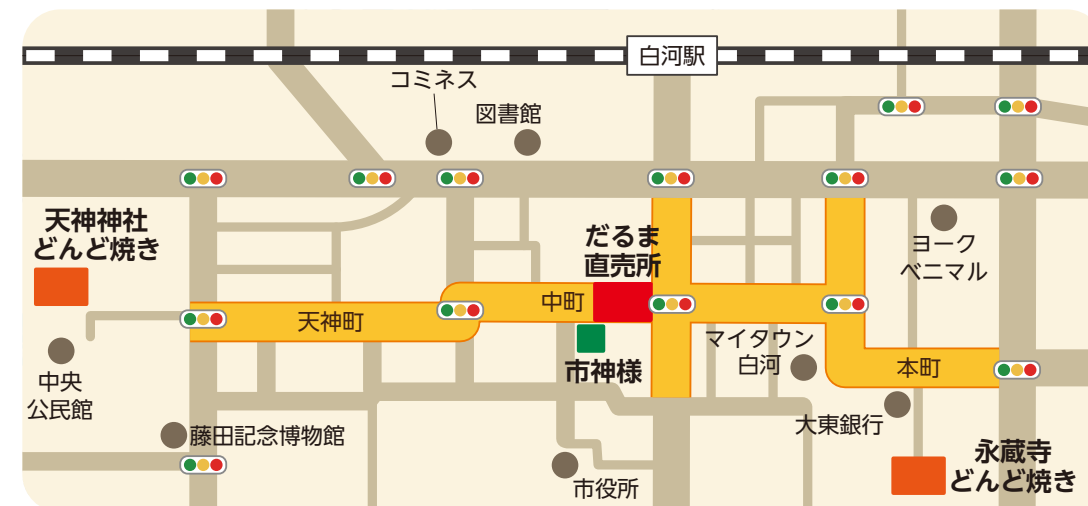 白河駅
コミネス
図書館
天神神社
どんど焼き
だるま
直売所
ヨーク
ベニマル
中町
天神町
市神様
マイタウン
白河
本町
中央
公民館
大東銀行
藤田記念博物館
市役所
永蔵寺
どんど焼き